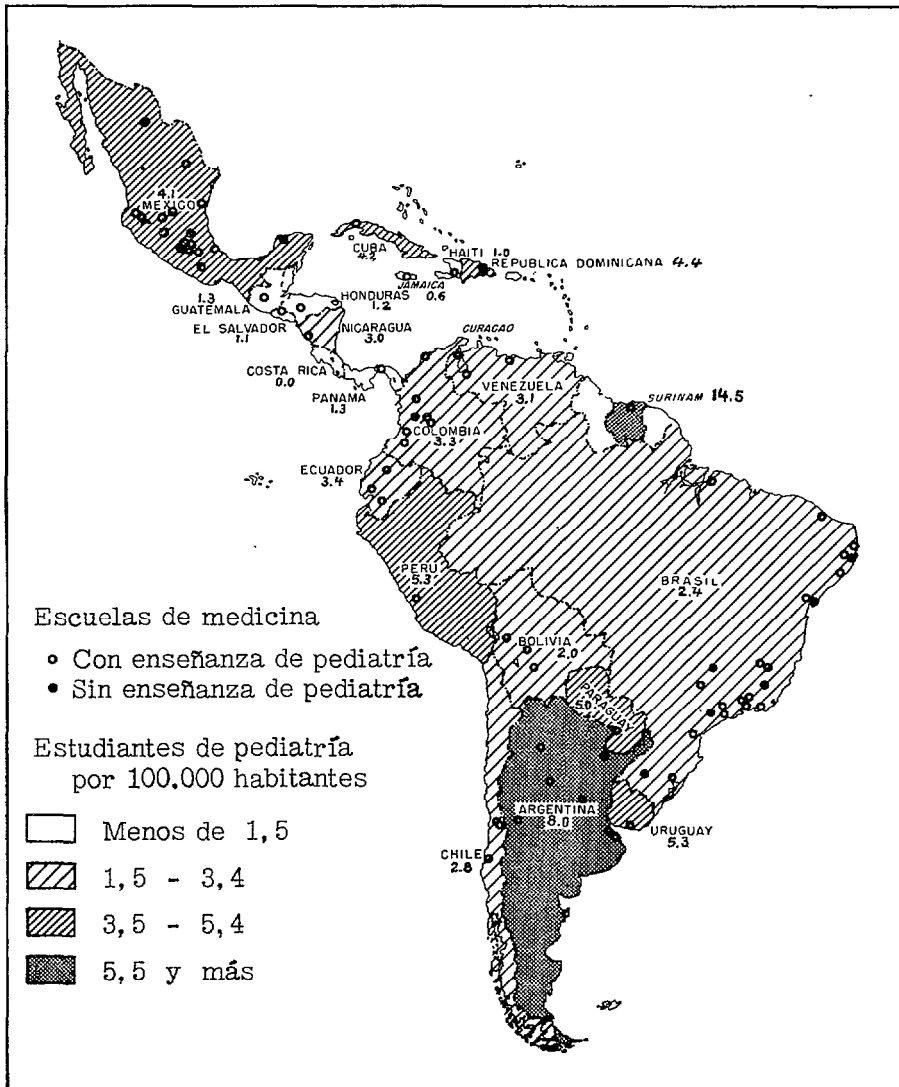 4.1
MEXICO
CUBA
4.2
HAITI 1.0
REPUBLICA DOMINICANA 4.4
JAMAICA
0.6
1.3
GUATEMALA
HONDURAS
1.2
EL SALVADOR
1.1
NICARAGUA
3.0
CURACAO
COSTA RICA
0.0
PANAMA
1.3
VENEZUELA
3.1
SURINAM 14.5
COLOMBIA
3.3
ECUADOR
3.4
PERU
5.3
BRASIL
2.4
BOLIVIA
2.0
PARAGUAY
5.0
ARGENTINA
8.0
URUGUAY
5.3
CHILE
2.8
Escuelas de medicina
Con enseñanza de pediatría
Sin enseñanza de pediatría
Estudiantes de pediatría
por 100.000 habitantes
Menos de 1,5
1,5 - 3,4
3,5 - 5,4
5,5 y más